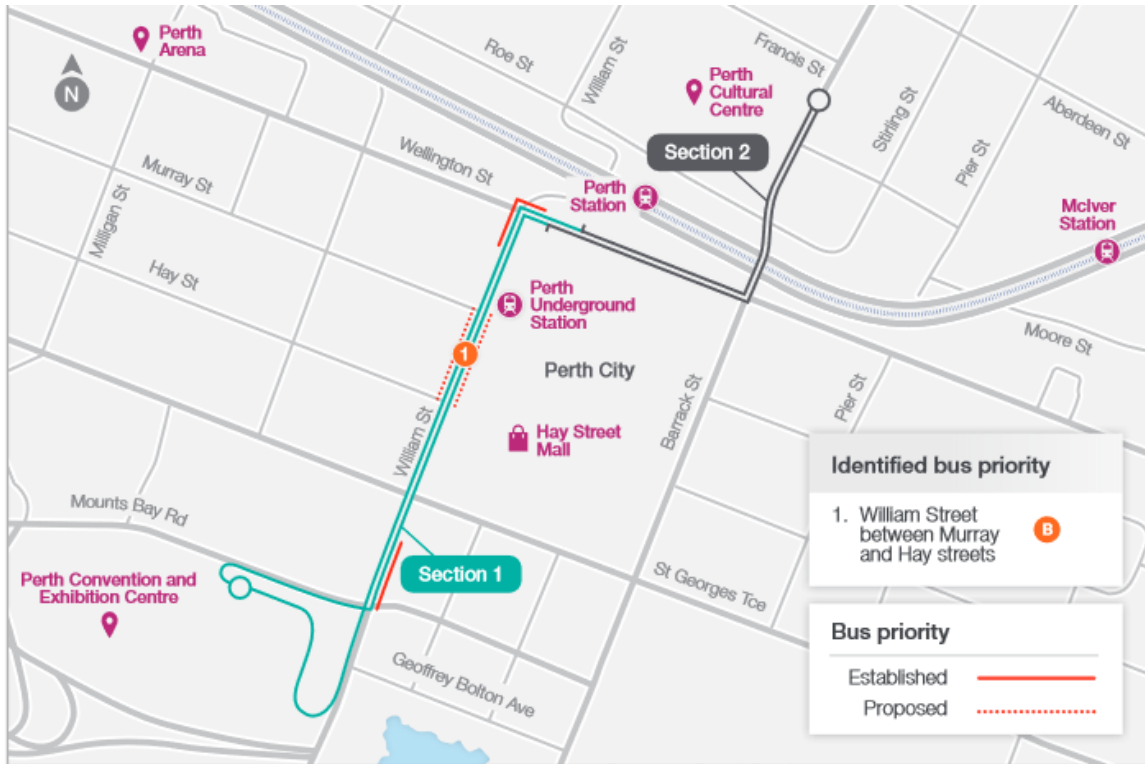 Perth
Arena
N
Roe St
William St
Francis St
Perth
Cultural
Centre
Stirling St
Aberdeen St
Pier St
Section 2
Wellington St
Murray St
Milligan St
Perth
Station
McIver
Station
Hay St
Perth
Underground
Station
Moore St
1
Perth City
Pier St
Barrack St
William St
Hay Street
Mall
Mounts Bay Rd
Section 1
St Georges Tce
Perth Convention and
Exhibition Centre
Geoffrey Bolton Ave
Identified bus priority
1. William Street
between Murray
and Hay streets
B
Bus priority
Established
Proposed